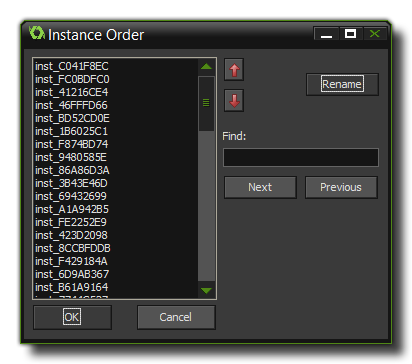 Instance Order
inst_C041F8EC
inst_FC0BDFC0
inst_41216CE4
inst_46FFFD66
inst_BD52CD0E
inst_1B6025C1
inst_F874BD74
inst_9480585E
inst_86A86D3A
inst_3B43E46D
inst_69432699
inst_A1A942B5
inst_FE2252E9
inst_423D2098
inst_8CCBFDDB
inst_F429184A
inst_6D9AB367
inst_B61A9164
Rename
Find:
Next Previous
OK Cancel